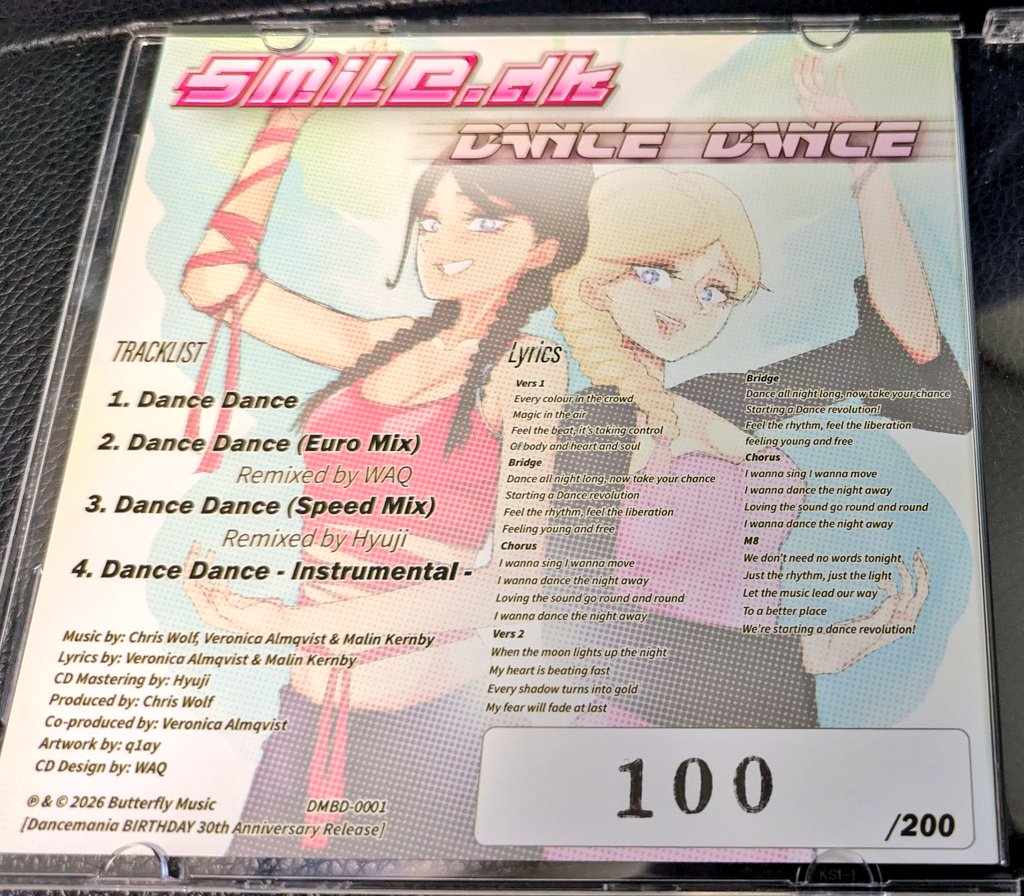 SMiLE.dk
DANCE DANCE
TRACKLIST
1. Dance Dance
2. Dance Dance (Euro Mix)
Remixed by WAQ
3. Dance Dance (Speed Mix)
Remixed by Hyuji
4. Dance Dance - Instrumental -
Music by: Chris Wolf, Veronica Almqvist & Malin Kernby
Lyrics by: Veronica Almqvist & Malin Kernby
CD Mastering by: Hyuji
Produced by: Chris Wolf
Co-produced by: Veronica Almqvist
Artwork by: q1ay
CD Design by: WAQ
℗ & © 2026 Butterfly Music
DMBD-0001
[Dancemania BIRTHDAY 30th Anniversary Release]
Lyrics
Vers 1
Every colour in the crowd
Magic in the air
Feel the beat, it's taking control
Of body and heart and soul
Bridge
Dance all night long, now take your chance
Starting a Dance revolution
Feel the rhythm, feel the liberation
Feeling young and free
Chorus
I wanna sing I wanna move
I wanna dance the night away
Loving the sound go round and round
I wanna dance the night away
Vers 2
When the moon lights up the night
My heart is beating fast
Every shadow turns into gold
My fear will fade at last
Bridge
Dance all night long, now take your chance
Starting a Dance revolution!
Feel the rhythm, feel the liberation
feeling young and free
Chorus
I wanna sing I wanna move
I wanna dance the night away
Loving the sound go round and round
I wanna dance the night away
M8
We don't need no words tonight
Just the rhythm, just the light
Let the music lead our way
To a better place
We're starting a dance revolution!
100
/200
KS1-1